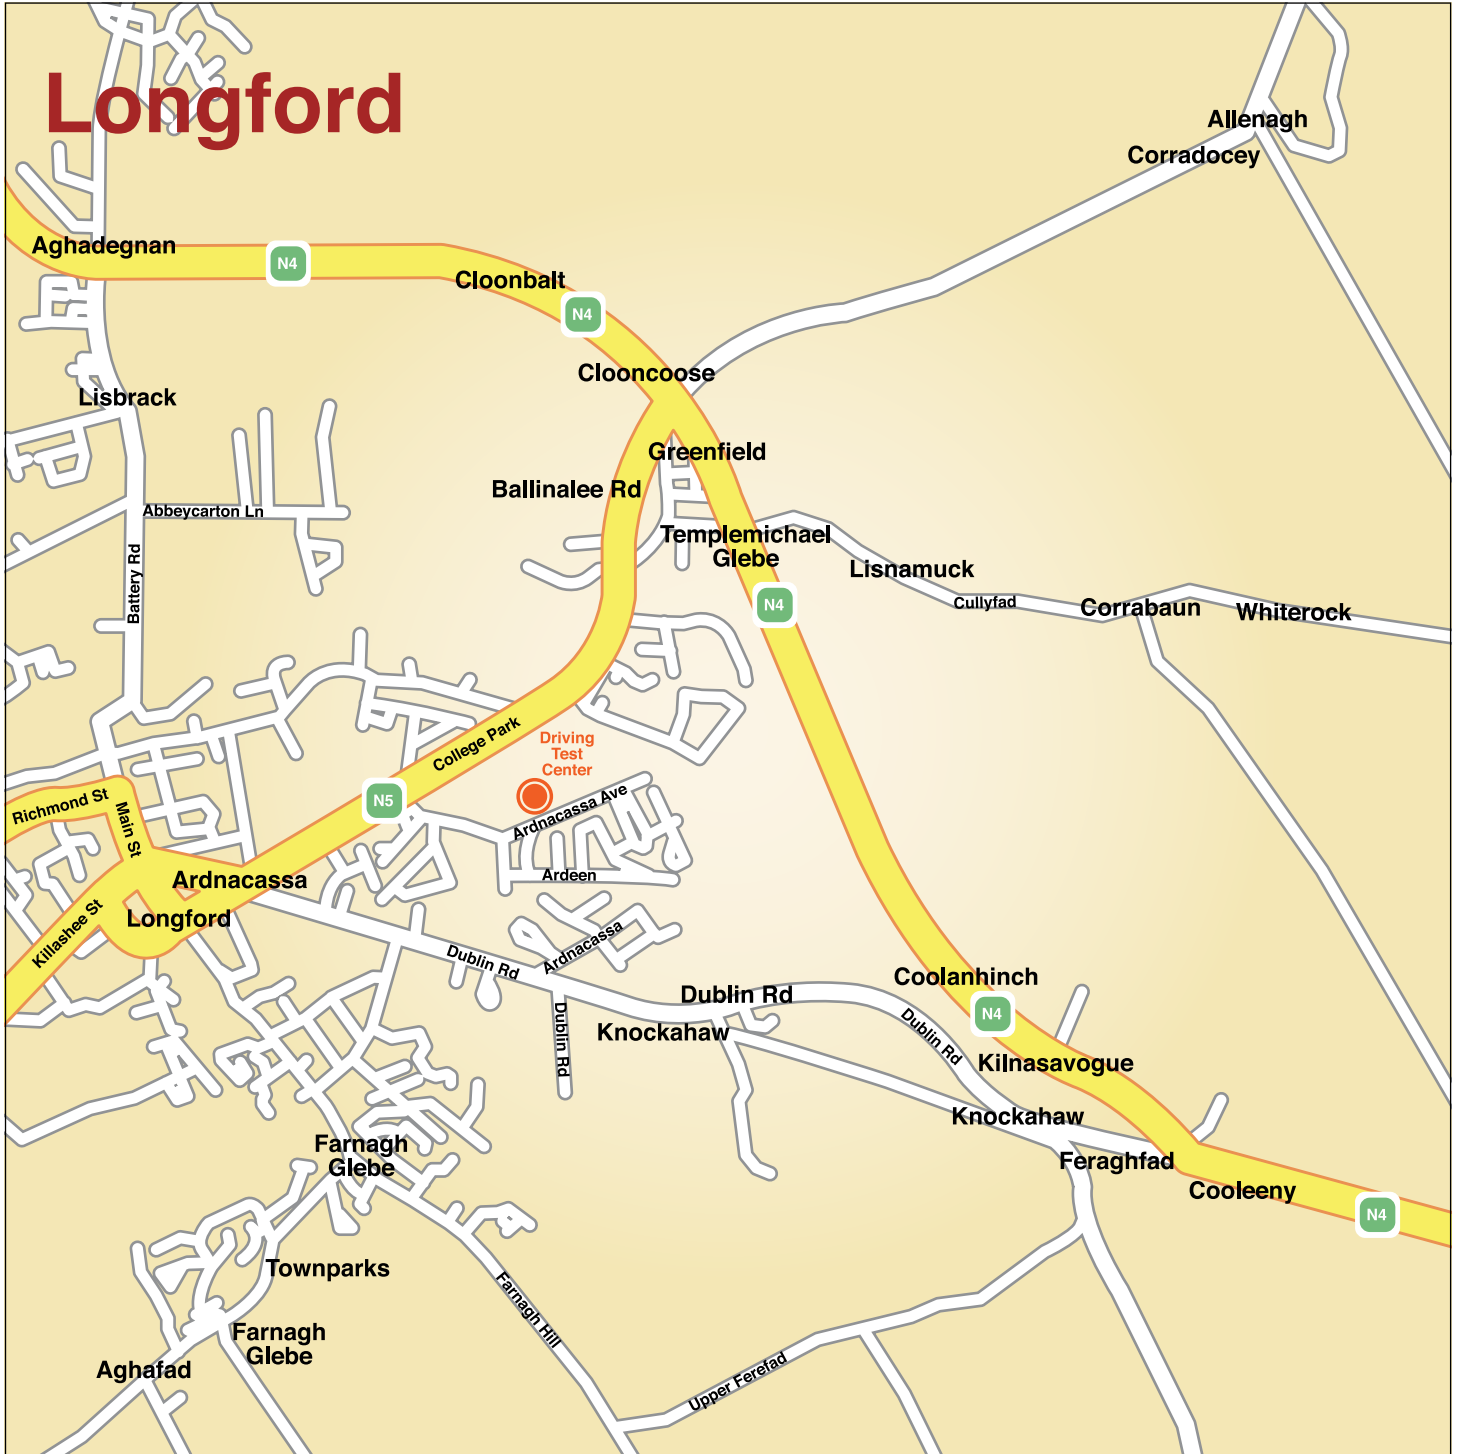 Longford
Allenagh
Corradocey
Aghadegnan
N4
Cloonbalt
N4
Clooncoose
Lisbrack
Greenfield
Ballinalee Rd
Abbeycarton Ln
Templemichael
Glebe
Battery Rd
Lisnamuck
N4
Cullyfad
Corrabaun
Whiterock
College Park
Driving
Test
Center
N5
Richmond St
Main St
Ardnacassa Ave
Ardnacassa
Ardeen
Longford
Killashee St
Ardnacassa
Dublin Rd
Coolanhinch
Dublin Rd
N4
Dublin Rd
Knockahaw
Dublin Rd
Kilnasavogue
Knockahaw
Farnagh
Glebe
Feraghfad
Cooleeny
N4
Townparks
Farnagh Hill
Farnagh
Glebe
Aghafad
Upper Ferefad